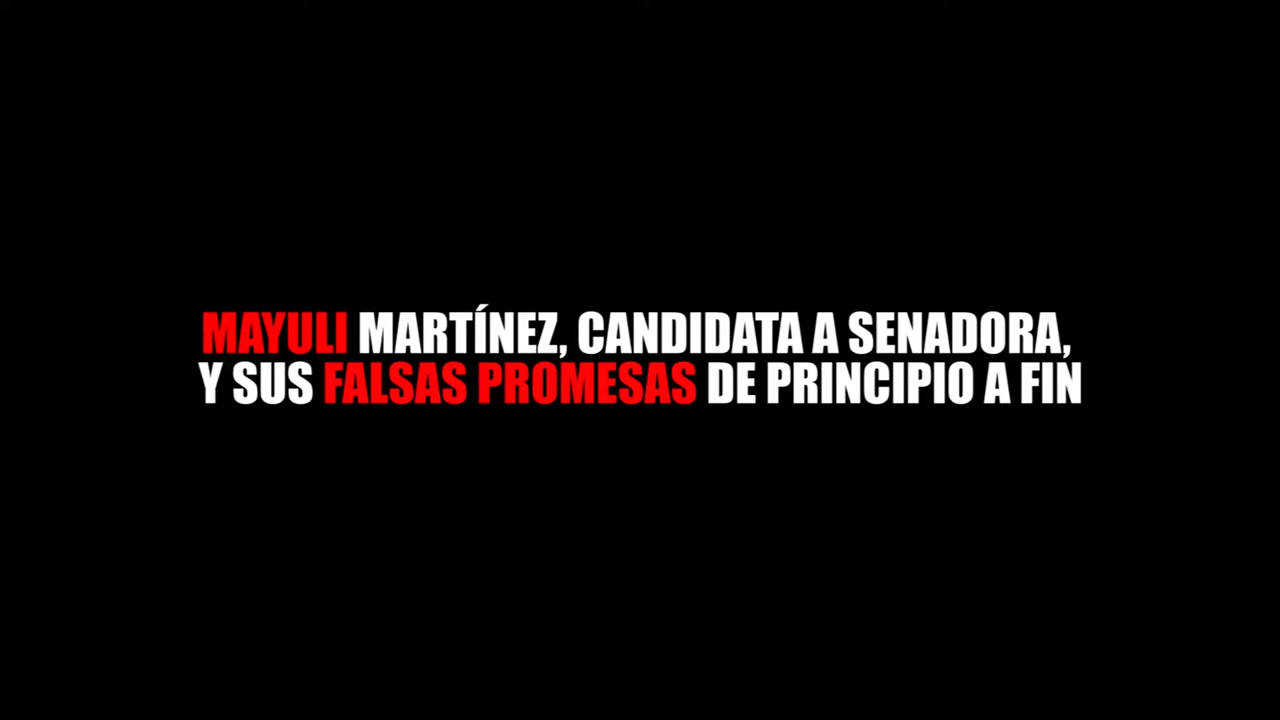 MAYULI MARTÍNEZ, CANDIDATA A SENADORA,
Y SUS FALSAS PROMESAS DE PRINCIPIO A FIN